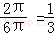 2π/6π = 1/3